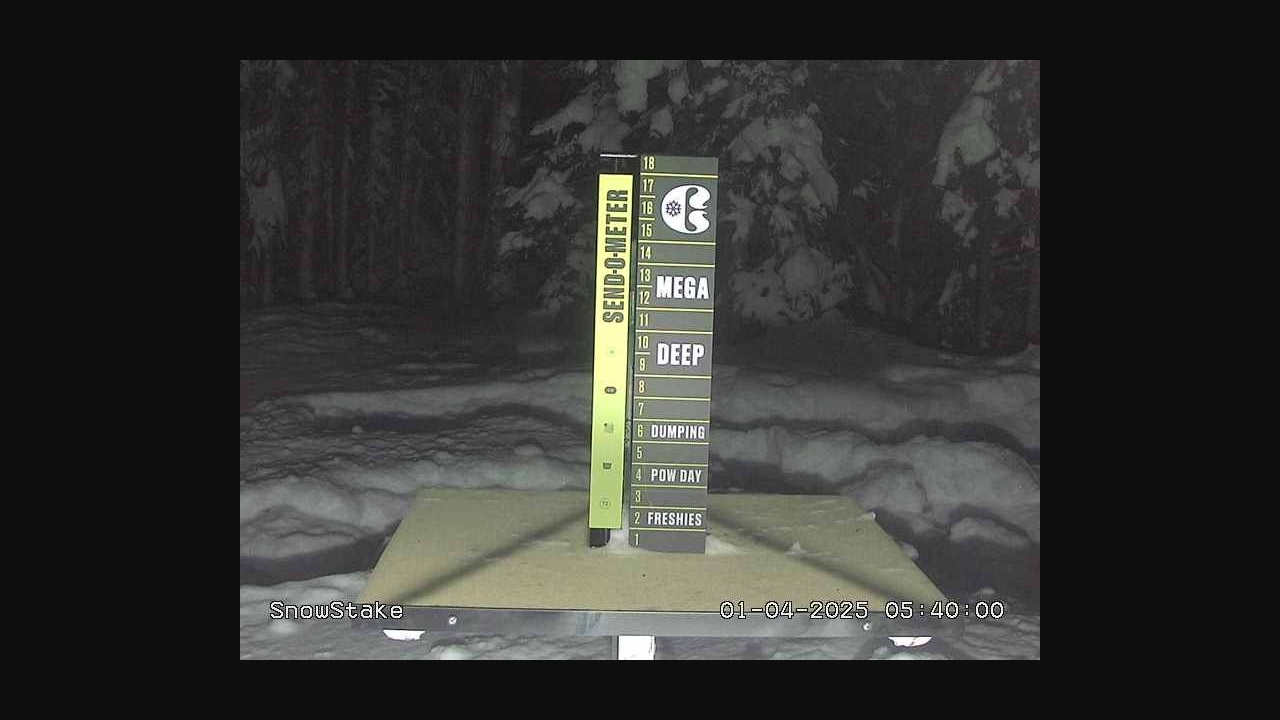 SEND-O-METER
18
17
16
15
14
13
12
MEGA
11
10
9
DEEP
8
7
6 DUMPING
5
4 POW DAY
3
2 FRESHIES
1
SnowStake
01-04-2025 05:40:00